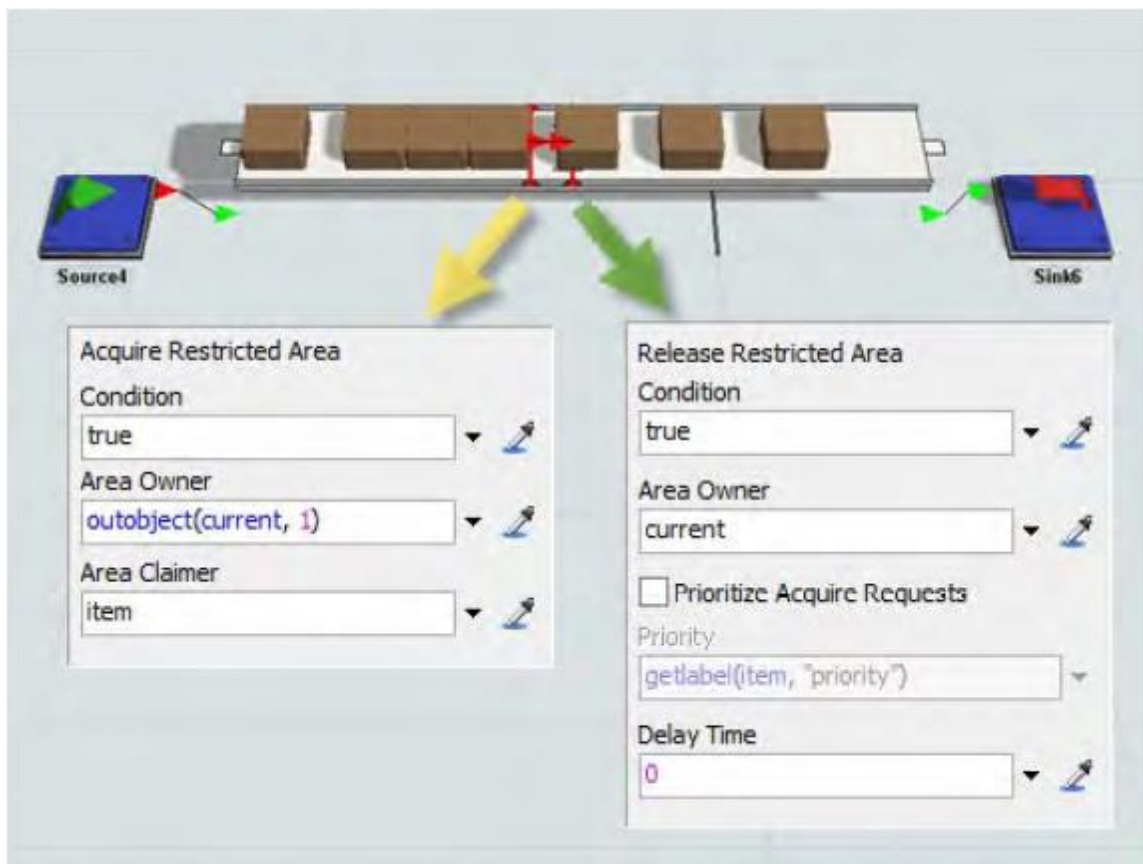 Source4
Sink6
Acquire Restricted Area
Condition
true
Area Owner
outobject(current, 1)
Area Claimer
item
Release Restricted Area
Condition
true
Area Owner
current
Prioritize Acquire Requests
Priority
getlabel(item, "priority")
Delay Time
0